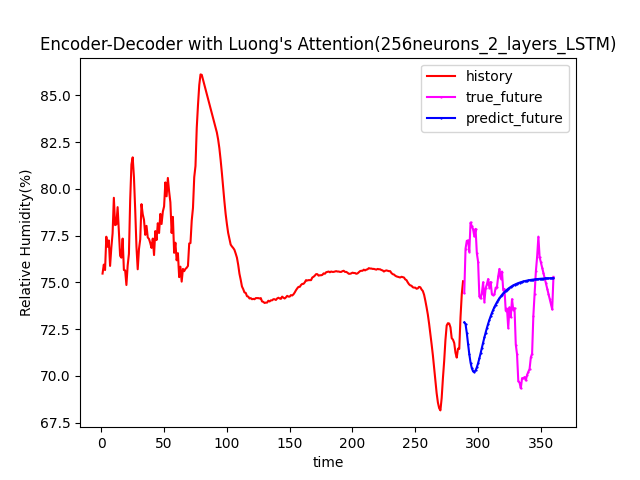 Encoder-Decoder with Luong's Attention(256neurons_2_layers_LSTM)
history
true_future
predict_future
Relative Humidity(%)
85.0
82.5
80.0
77.5
75.0
72.5
70.0
67.5
0 50 100 150 200 250 300 350
time